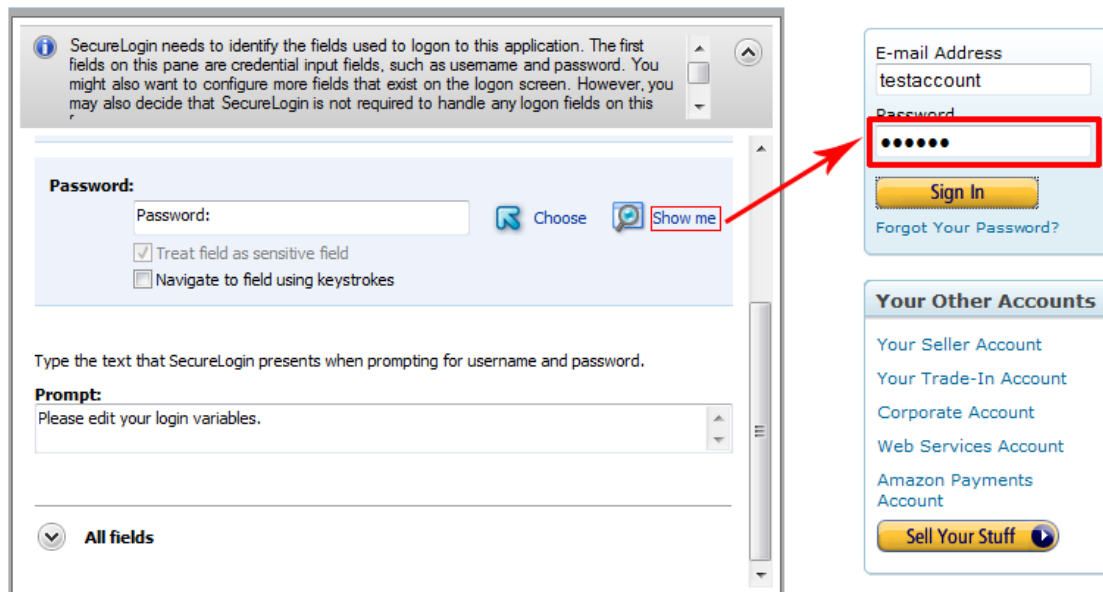 SecureLogin needs to identify the fields used to logon to this application. The first
fields on this pane are credential input fields, such as username and password. You
might also want to configure more fields that exist on the logon screen. However, you
may also decide that SecureLogin is not required to handle any logon fields on this
Password:
Password:
Choose
Show me
Treat field as sensitive field
Navigate to field using keystrokes
Type the text that SecureLogin presents when prompting for username and password.
Prompt:
Please edit your login variables.
All fields
E-mail Address
testaccount
Password
••••••
Sign In
Forgot Your Password?
Your Other Accounts
Your Seller Account
Your Trade-In Account
Corporate Account
Web Services Account
Amazon Payments
Account
Sell Your Stuff